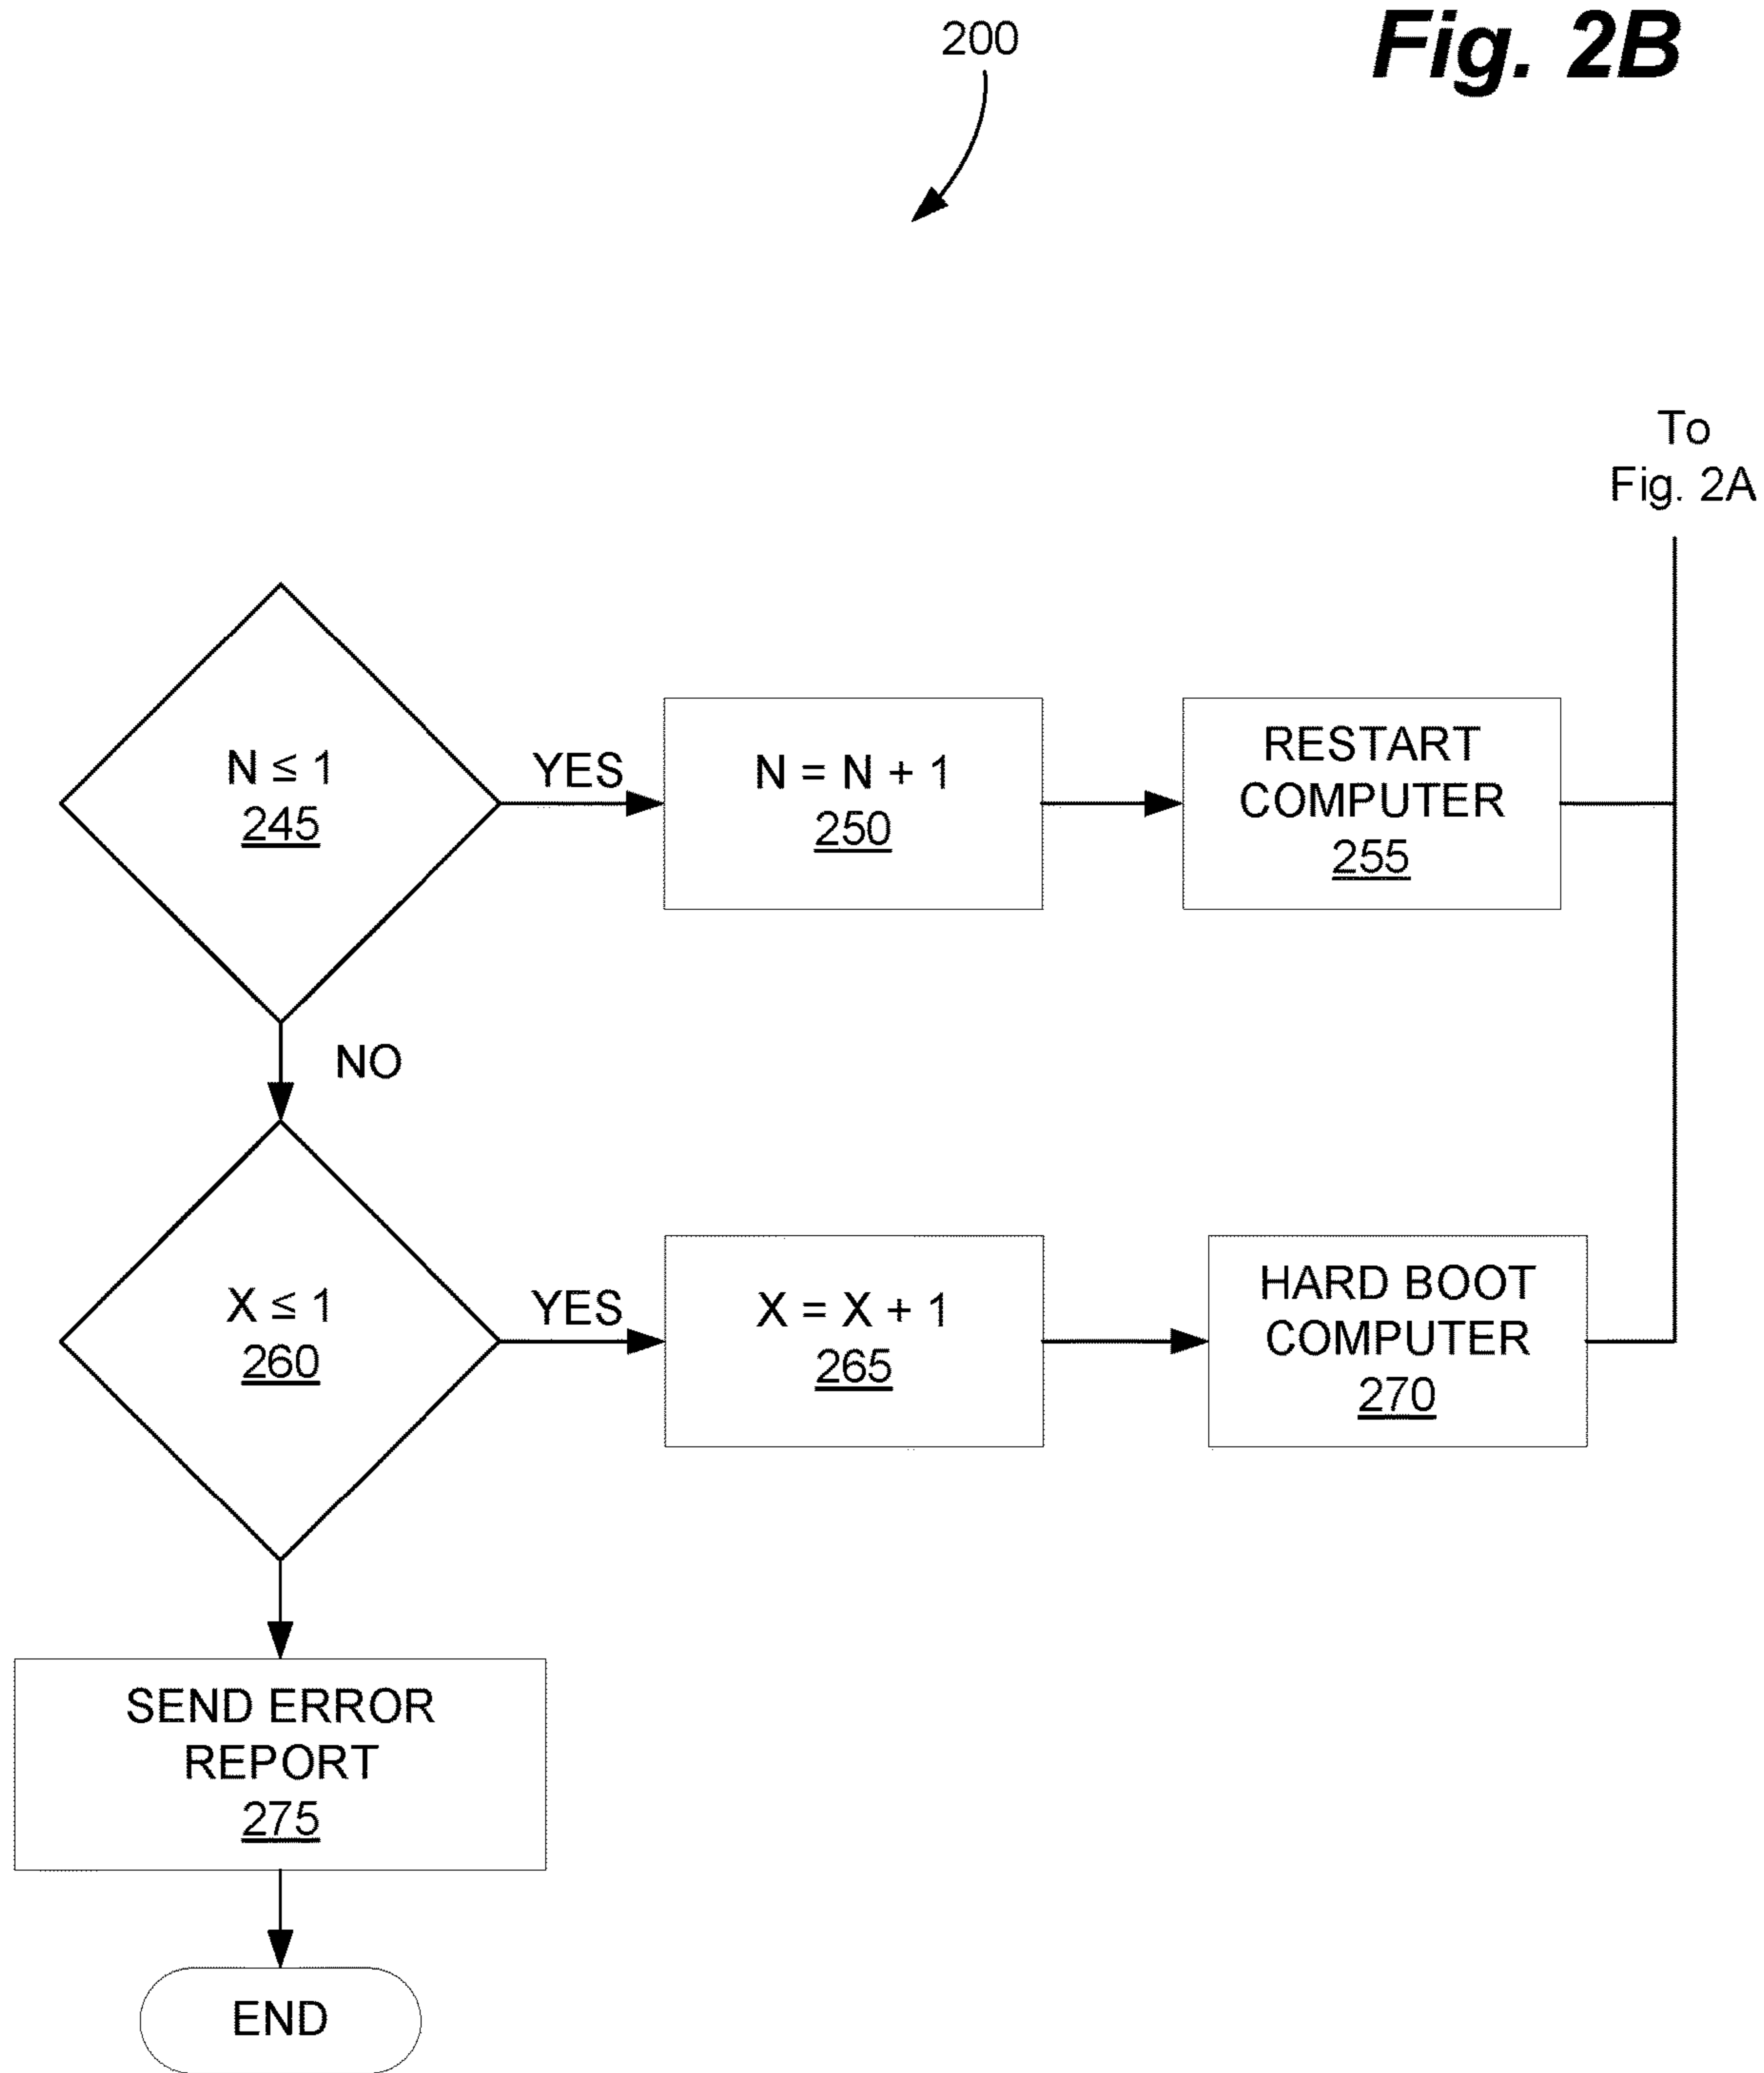 Fig. 2B
200
To
Fig. 2A
N ≤ 1
245
YES
N = N + 1
250
RESTART
COMPUTER
255
NO
X ≤ 1
260
YES
X = X + 1
265
HARD BOOT
COMPUTER
270
SEND ERROR
REPORT
275
END